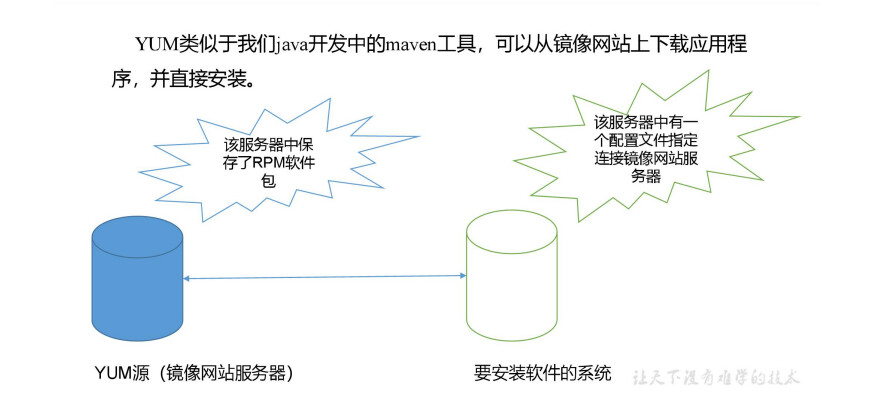 YUM类似于我们java开发中的maven工具，可以从镜像网站上下载应用程
序，并直接安装。
该服务器中保
存了RPM软件
包
该服务器中有一
个配置文件指定
连接镜像网站服
务器
YUM源（镜像网站服务器）
要安装软件的系统
让天下没有难学的技术